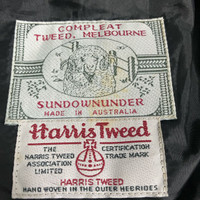 COMPLEAT
TWEED, MELBOURNE
SUNDOWNUNDER
MADE IN AUSTRALIA
Harris Tweed
THE HARRIS TWEED ASSOCIATION LIMITED
CERTIFICATION TRADE MARK
HARRIS TWEED
HAND WOVEN IN THE OUTER HEBRIDES